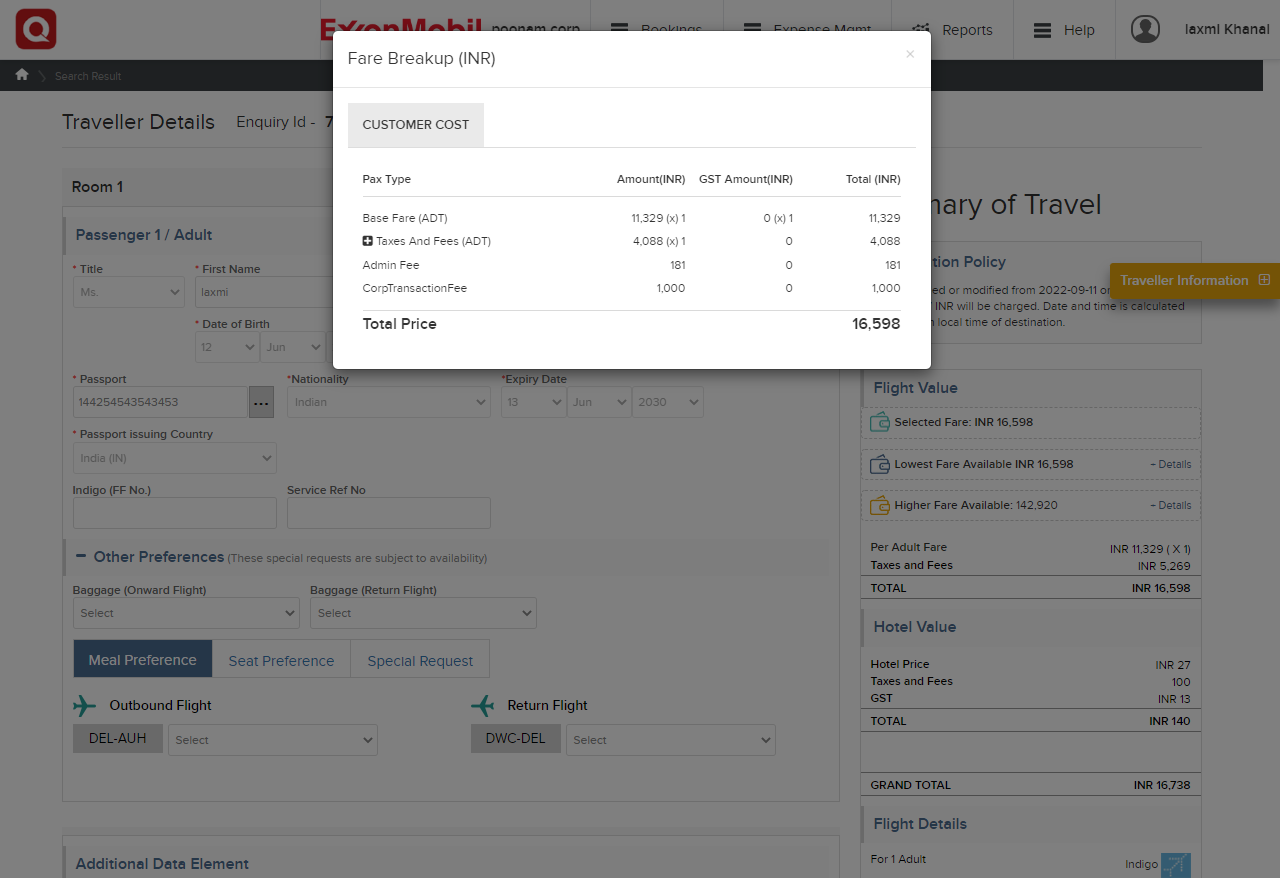 Q
ExxonMobil poonam corp Bookings Expense Mgmt Reports Help laxmi Khanal
Search Result
Traveller Details Enquiry Id - 7
Fare Breakup (INR) ×
CUSTOMER COST
Pax Type Amount(INR) GST Amount(INR) Total (INR)
Base Fare (ADT) 11,329 (x) 1 0 (x) 1 11,329
Taxes And Fees (ADT) 4,088 (x) 1 0 4,088
Admin Fee 181 0 181
CorpTransactionFee 1,000 0 1,000
Total Price 16,598
Room 1
Passenger 1 / Adult
* Title * First Name
Ms. laxmi
* Date of Birth
12 Jun
* Passport *Nationality *Expiry Date
144254543543453 ... Indian 13 Jun 2030
* Passport issuing Country
India (IN)
Indigo (FF No.) Service Ref No
− Other Preferences (These special requests are subject to availability)
Baggage (Onward Flight) Baggage (Return Flight)
Select Select
Meal Preference Seat Preference Special Request
Outbound Flight Return Flight
DEL-AUH Select DWC-DEL Select
Additional Data Element
mary of Travel
tion Policy
Traveller Information
ed or modified from 2022-09-11 or
INR will be charged. Date and time is calculated
local time of destination.
Flight Value
Selected Fare: INR 16,598
Lowest Fare Available INR 16,598 - Details
Higher Fare Available: 142,920 - Details
Per Adult Fare INR 11,329 ( X 1)
Taxes and Fees INR 5,269
TOTAL INR 16,598
Hotel Value
Hotel Price INR 27
Taxes and Fees 100
GST INR 13
TOTAL INR 140
GRAND TOTAL INR 16,738
Flight Details
For 1 Adult Indigo